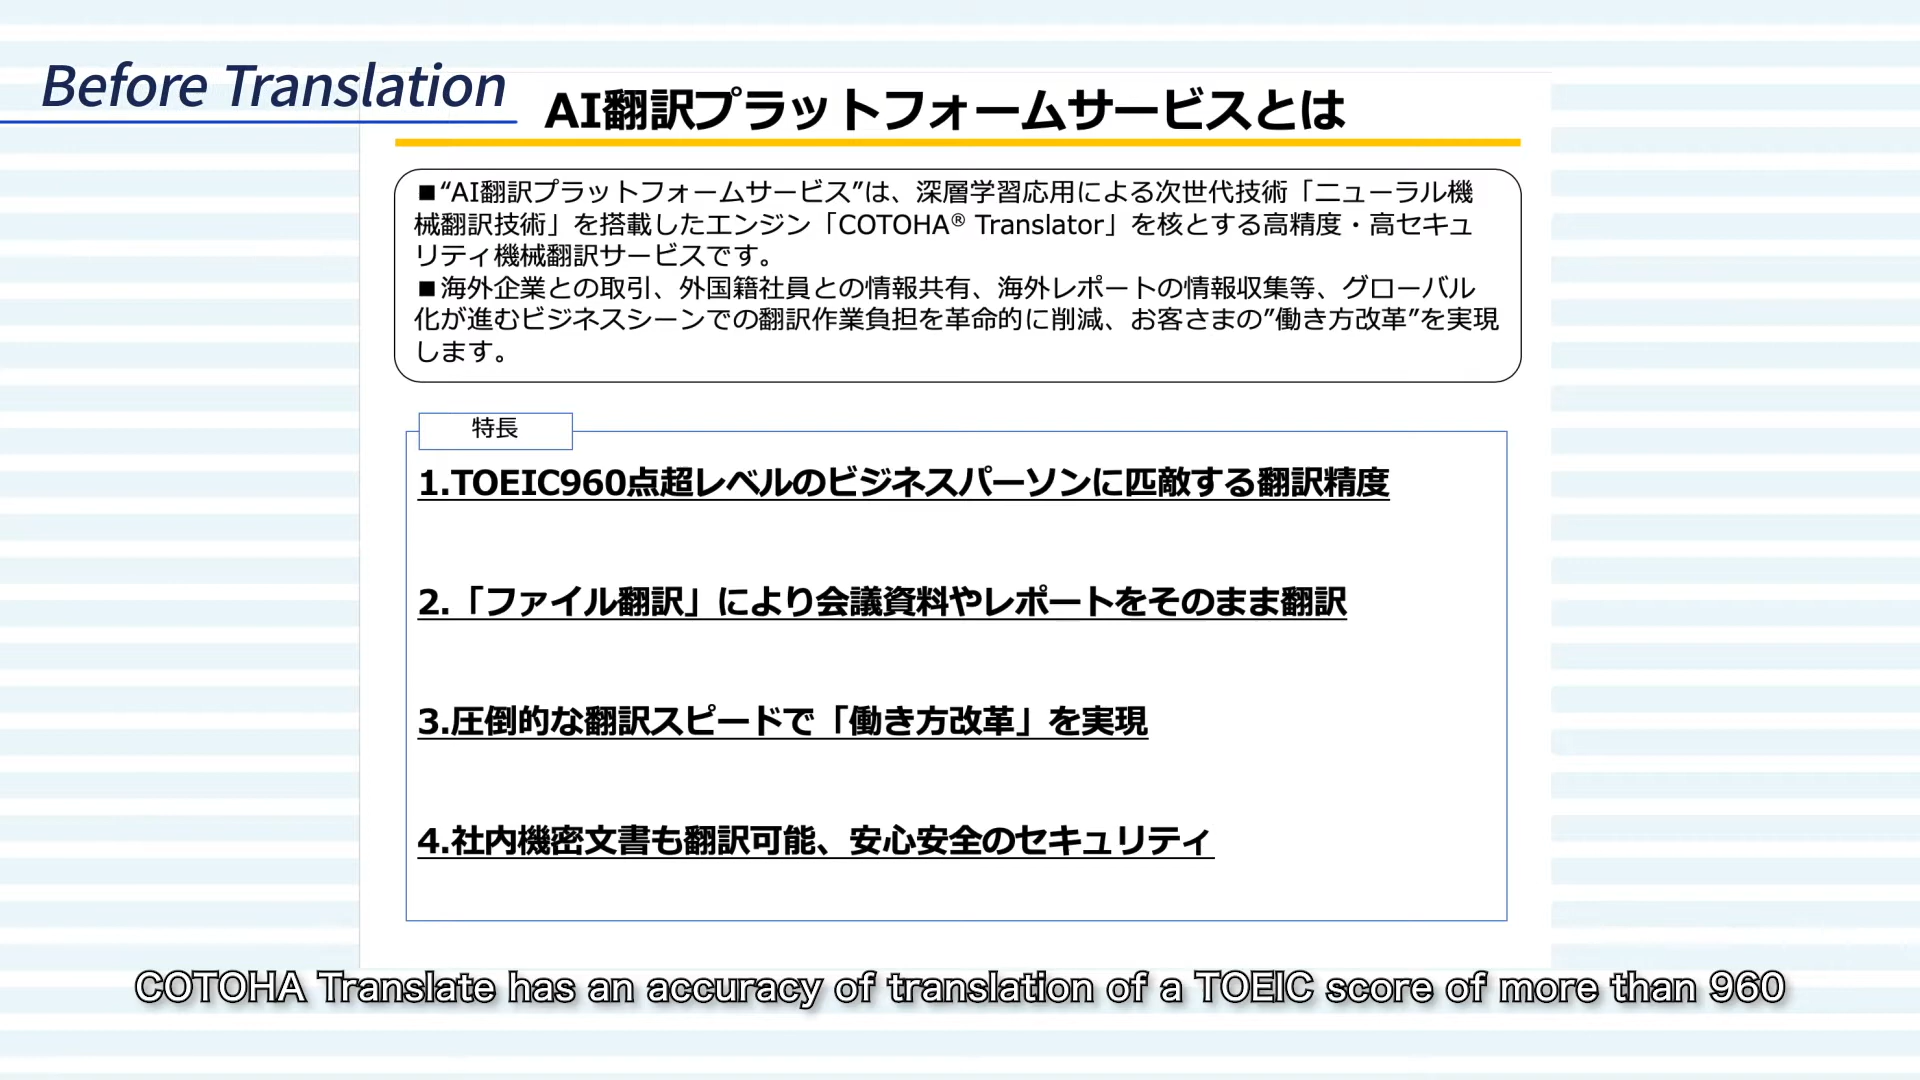 Before Translation
AI翻訳プラットフォームサービスとは
■“AI翻訳プラットフォームサービス”は、深層学習応用による次世代技術「ニューラル機
械翻訳技術」を搭載したエンジン「COTOHA® Translator」を核とする高精度・高セキュ
リティ機械翻訳サービスです。
■海外企業との取引、外国籍社員との情報共有、海外レポートの情報収集等、グローバル
化が進むビジネスシーンでの翻訳作業負担を革命的に削減、お客さまの”働き方改革”を実現
します。
特長
1.TOEIC960点超レベルのビジネスパーソンに匹敵する翻訳精度
2.「ファイル翻訳」により会議資料やレポートをそのまま翻訳
3.圧倒的な翻訳スピードで「働き方改革」を実現
4.社内機密文書も翻訳可能、安心安全のセキュリティ
COTOHA Translate has an accuracy of translation of a TOEIC score of more than 960